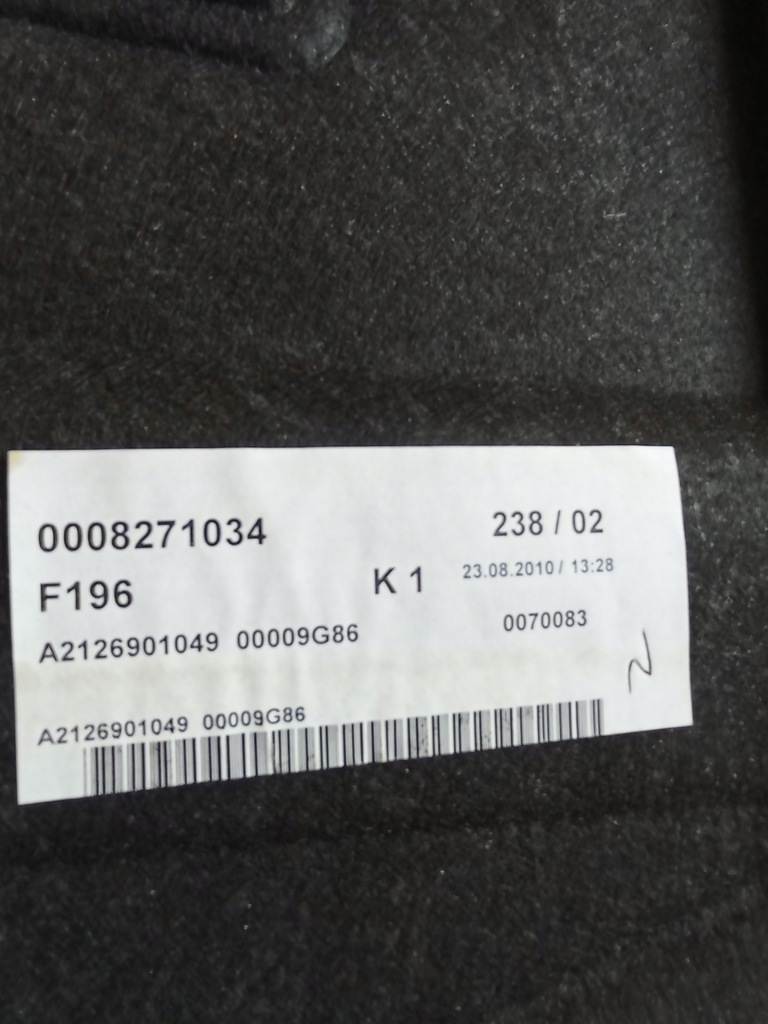 0008271034
238 / 02
F196
K 1
23.08.2010 / 13:28
A2126901049 00009G86
0070083
A2126901049 00009G86